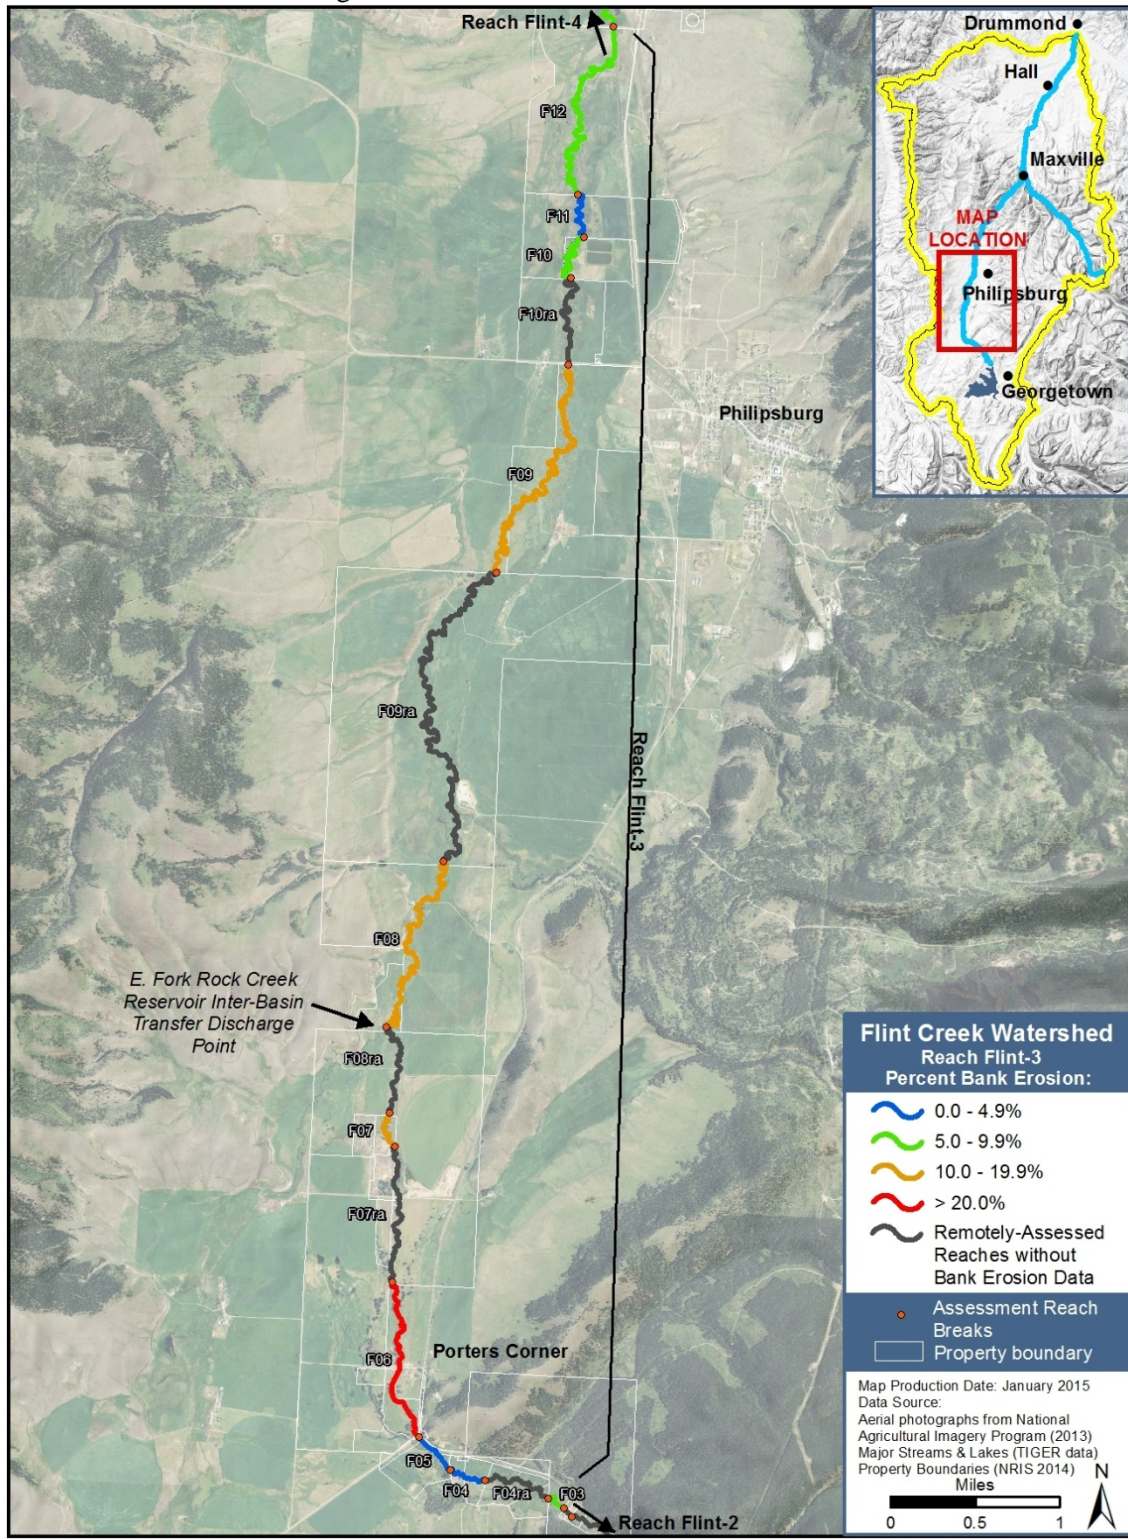 Reach Flint-4
F12
F11
F10
F10ra
Philipsburg
F09
F09ra
Reach Flint-3
F08
E. Fork Rock Creek
Reservoir Inter-Basin
Transfer Discharge
Point
F08ra
F07
F07ra
F06
Porters Corner
F05
F04
F04ra
F03
Reach Flint-2
Drummond
Hall
Maxville
MAP
LOCATION
Philipsburg
Georgetown
Flint Creek Watershed
Reach Flint-3
Percent Bank Erosion:
0.0 - 4.9%
5.0 - 9.9%
10.0 - 19.9%
> 20.0%
Remotely-Assessed
Reaches without
Bank Erosion Data
Assessment Reach
Breaks
Property boundary
Map Production Date: January 2015
Data Source:
Aerial photographs from National
Agricultural Imagery Program (2013)
Major Streams & Lakes (TIGER data)
Property Boundaries (NRIS 2014)
N
Miles
0 0.5 1